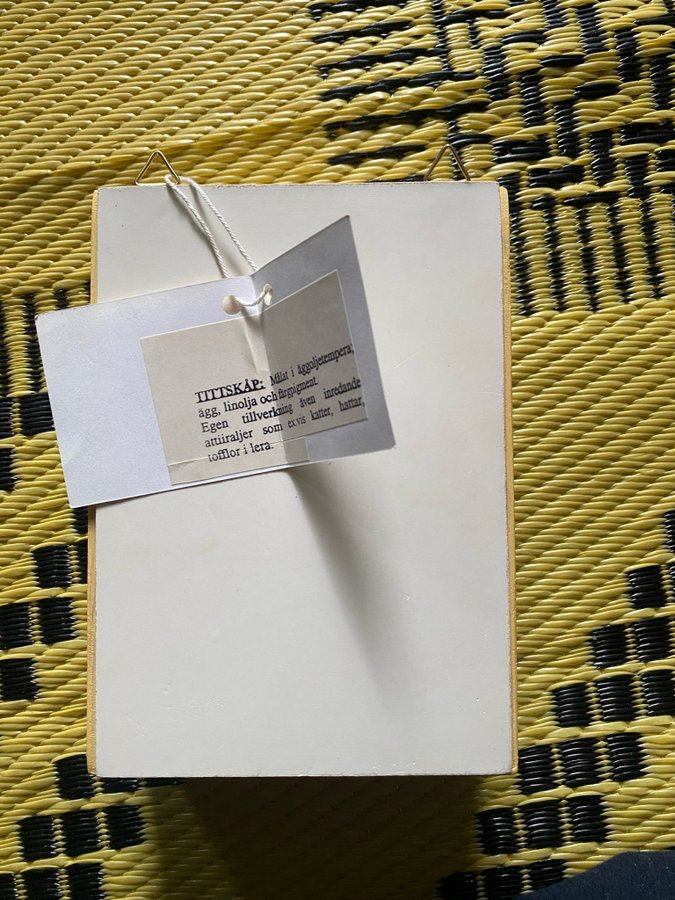 TITTSKÅP: Målat i äggoljetempera;
ägg, linolja och färgpigment.
Egen tillverkning även inredande
attiraljer som ex.vis katter, hattar,
tofflor i lera.